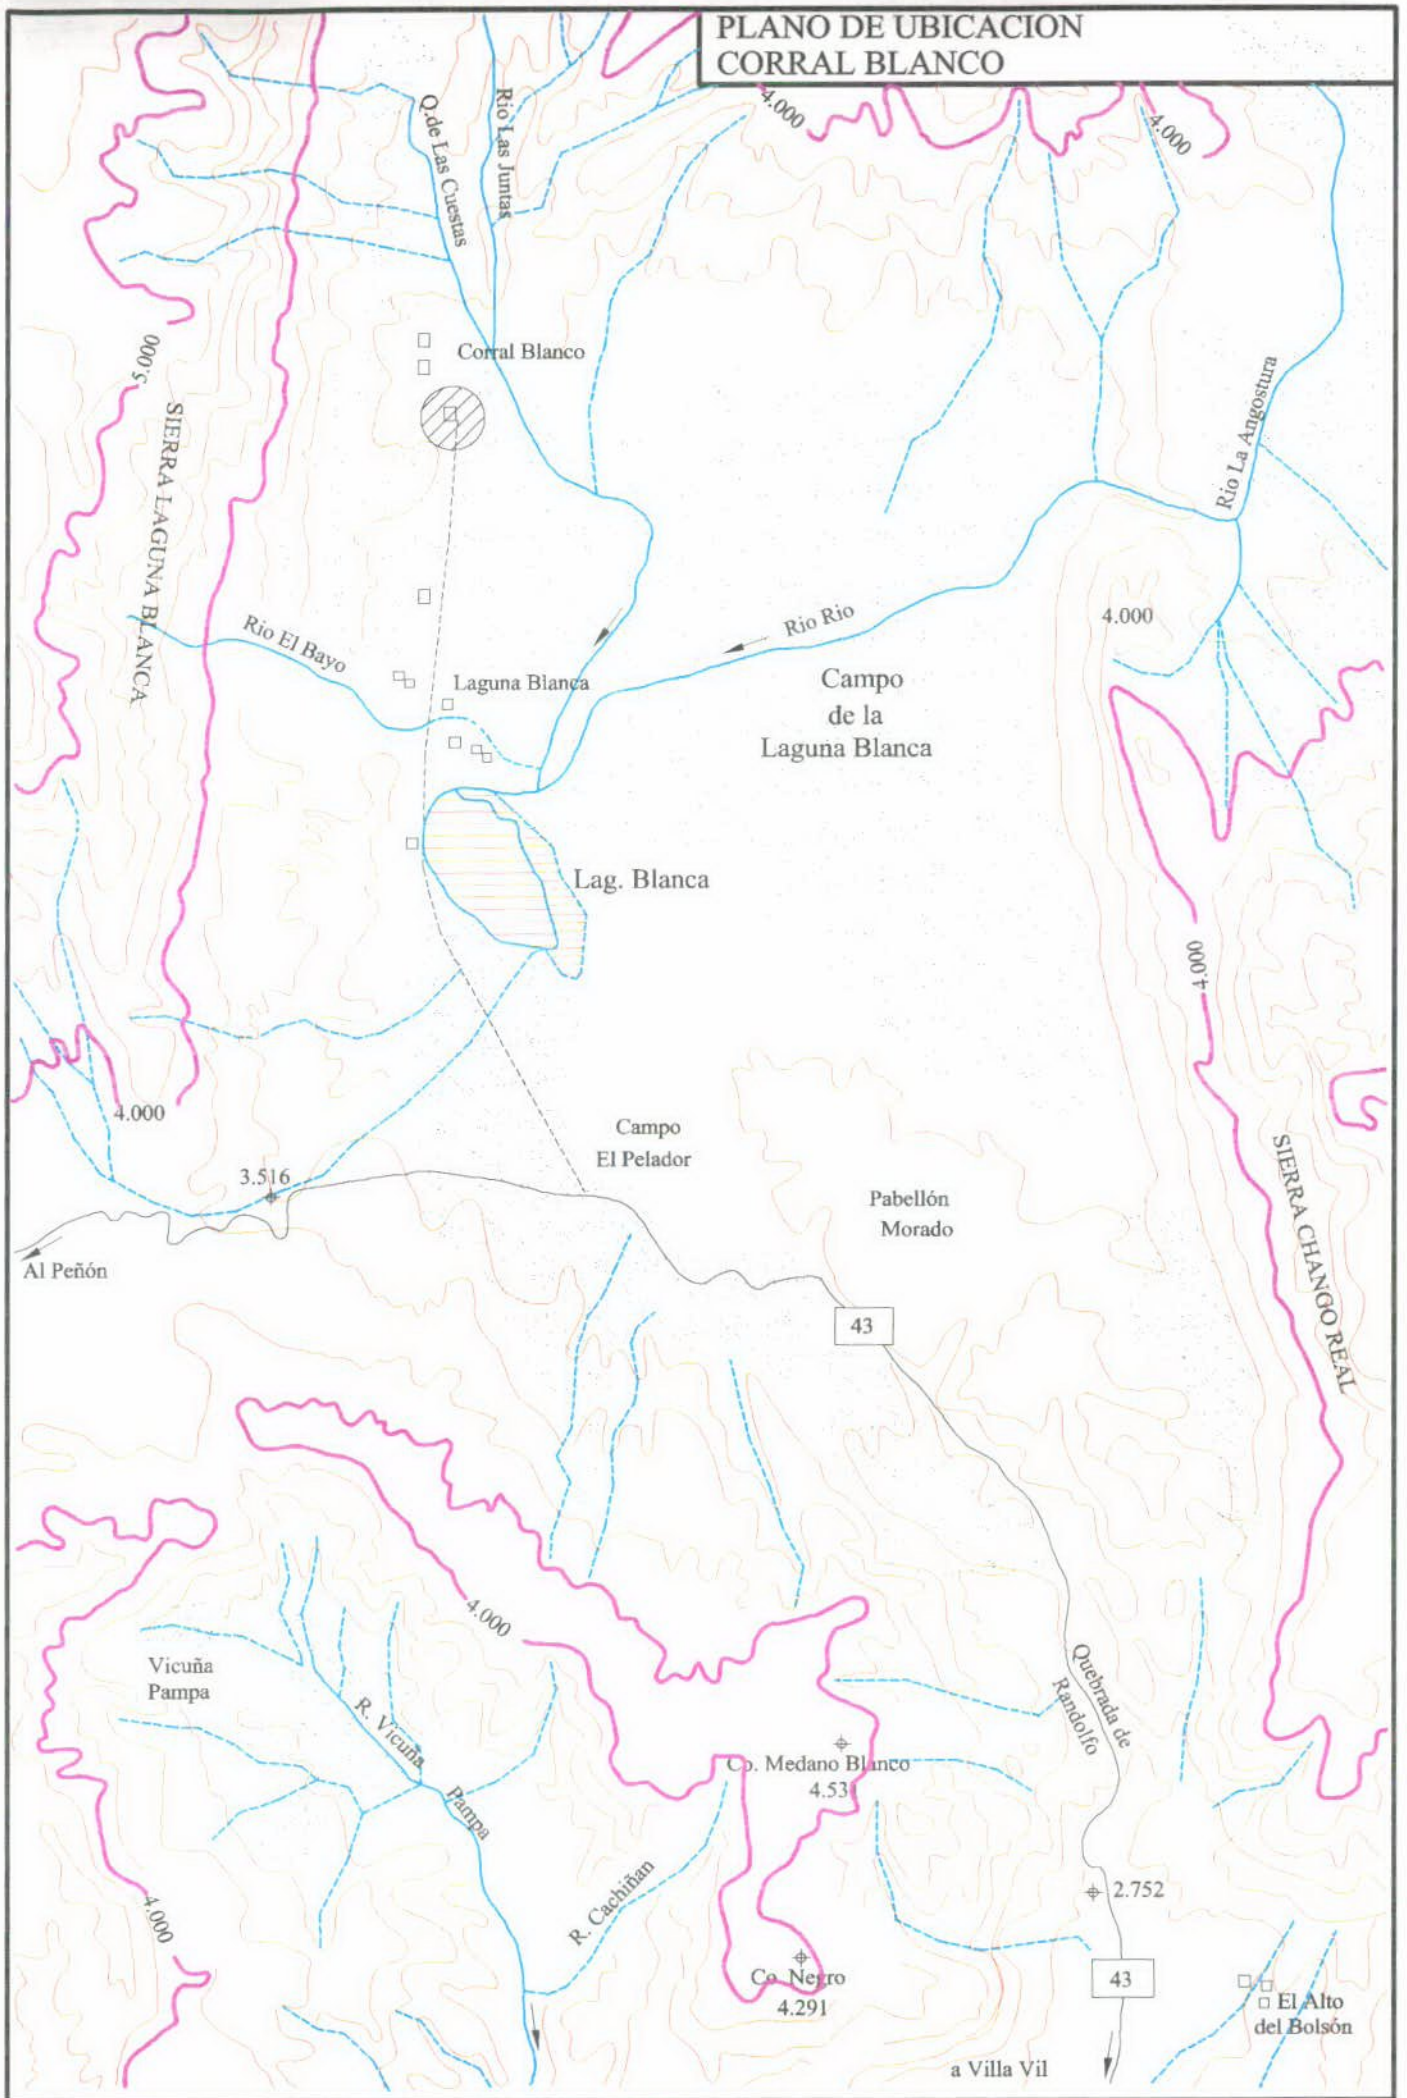 PLANO DE UBICACION
CORRAL BLANCO
4.000
4.000
Q.de Las Cuestas
Rio Las Juntas
Corral Blanco
5.000
SIERRA LAGUNA BLANCA
Rio La Angostura
4.000
Rio Rio
Rio El Bayo
Laguna Blanca
Campo
de la
Laguna Blanca
Lag. Blanca
4.000
4.000
Campo
El Pelador
3.516
Pabellón
Morado
Al Peñón
SIERRA CHANGO REAL
43
4.000
Vicuña
Pampa
R. Vicuña
Pampa
Quebrada de
Randolfo
Co. Medano Blanco
4.531
R. Cachiñan
4.000
2.752
Co. Negro
4.291
43
El Alto
del Bolsón
a Villa Vil